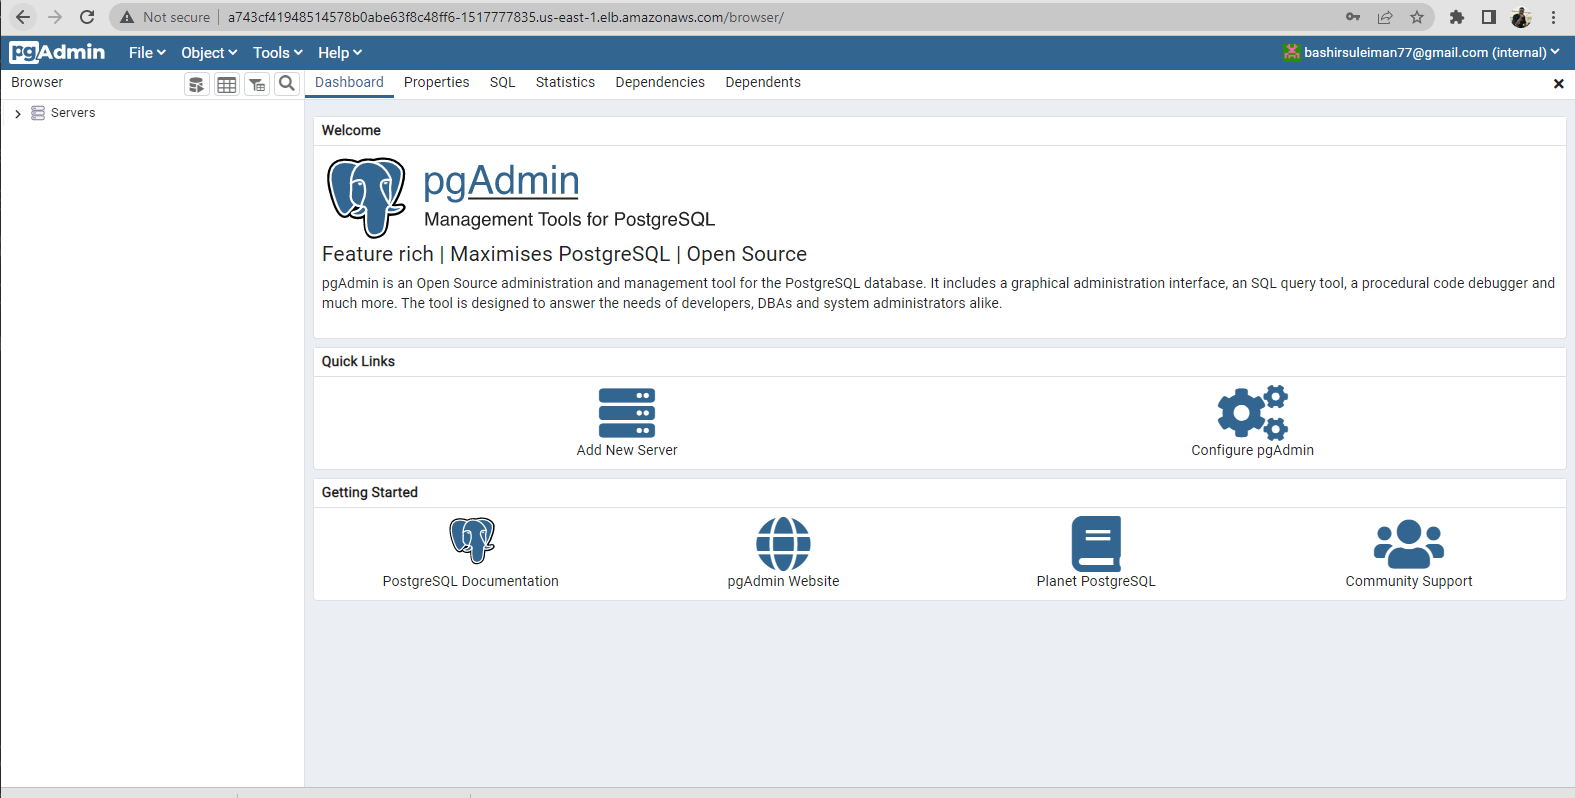 Not secure a743cf41948514578b0abe63f8c48ff6-1517777835.us-east-1.elb.amazonaws.com/browser/
pgAdmin File Object Tools Help bashirsuleiman77@gmail.com (internal)
Browser Dashboard Properties SQL Statistics Dependencies Dependents
Servers
Welcome
pgAdmin
Management Tools for PostgreSQL
Feature rich | Maximises PostgreSQL | Open Source
pgAdmin is an Open Source administration and management tool for the PostgreSQL database. It includes a graphical administration interface, an SQL query tool, a procedural code debugger and
much more. The tool is designed to answer the needs of developers, DBAs and system administrators alike.
Quick Links
Add New Server Configure pgAdmin
Getting Started
PostgreSQL Documentation pgAdmin Website Planet PostgreSQL Community Support